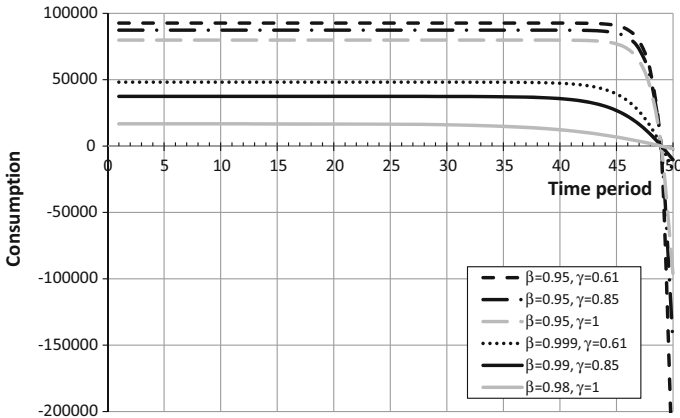 100000
50000
0
0 5 10 15 20 25 30 35 40 45 50
Time period
Consumption
-50000
-100000
-150000
-200000
β=0.95, γ=0.61
β=0.95, γ=0.85
β=0.95, γ=1
β=0.999, γ=0.61
β=0.99, γ=0.85
β=0.98, γ=1